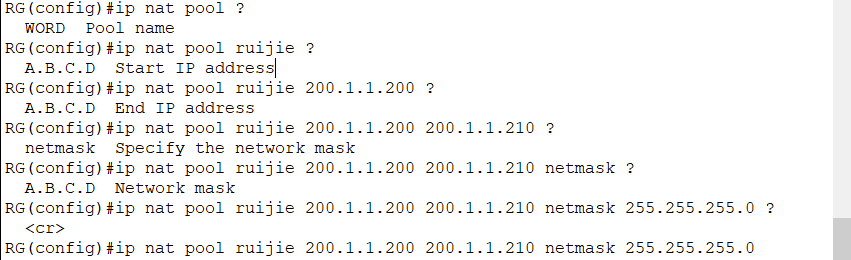 RG(config)#ip nat pool ?
  WORD  Pool name
RG(config)#ip nat pool ruijie ?
  A.B.C.D  Start IP address
RG(config)#ip nat pool ruijie 200.1.1.200 ?
  A.B.C.D  End IP address
RG(config)#ip nat pool ruijie 200.1.1.200 200.1.1.210 ?
  netmask  Specify the network mask
RG(config)#ip nat pool ruijie 200.1.1.200 200.1.1.210 netmask ?
  A.B.C.D  Network mask
RG(config)#ip nat pool ruijie 200.1.1.200 200.1.1.210 netmask 255.255.255.0 ?
  <cr>
RG(config)#ip nat pool ruijie 200.1.1.200 200.1.1.210 netmask 255.255.255.0